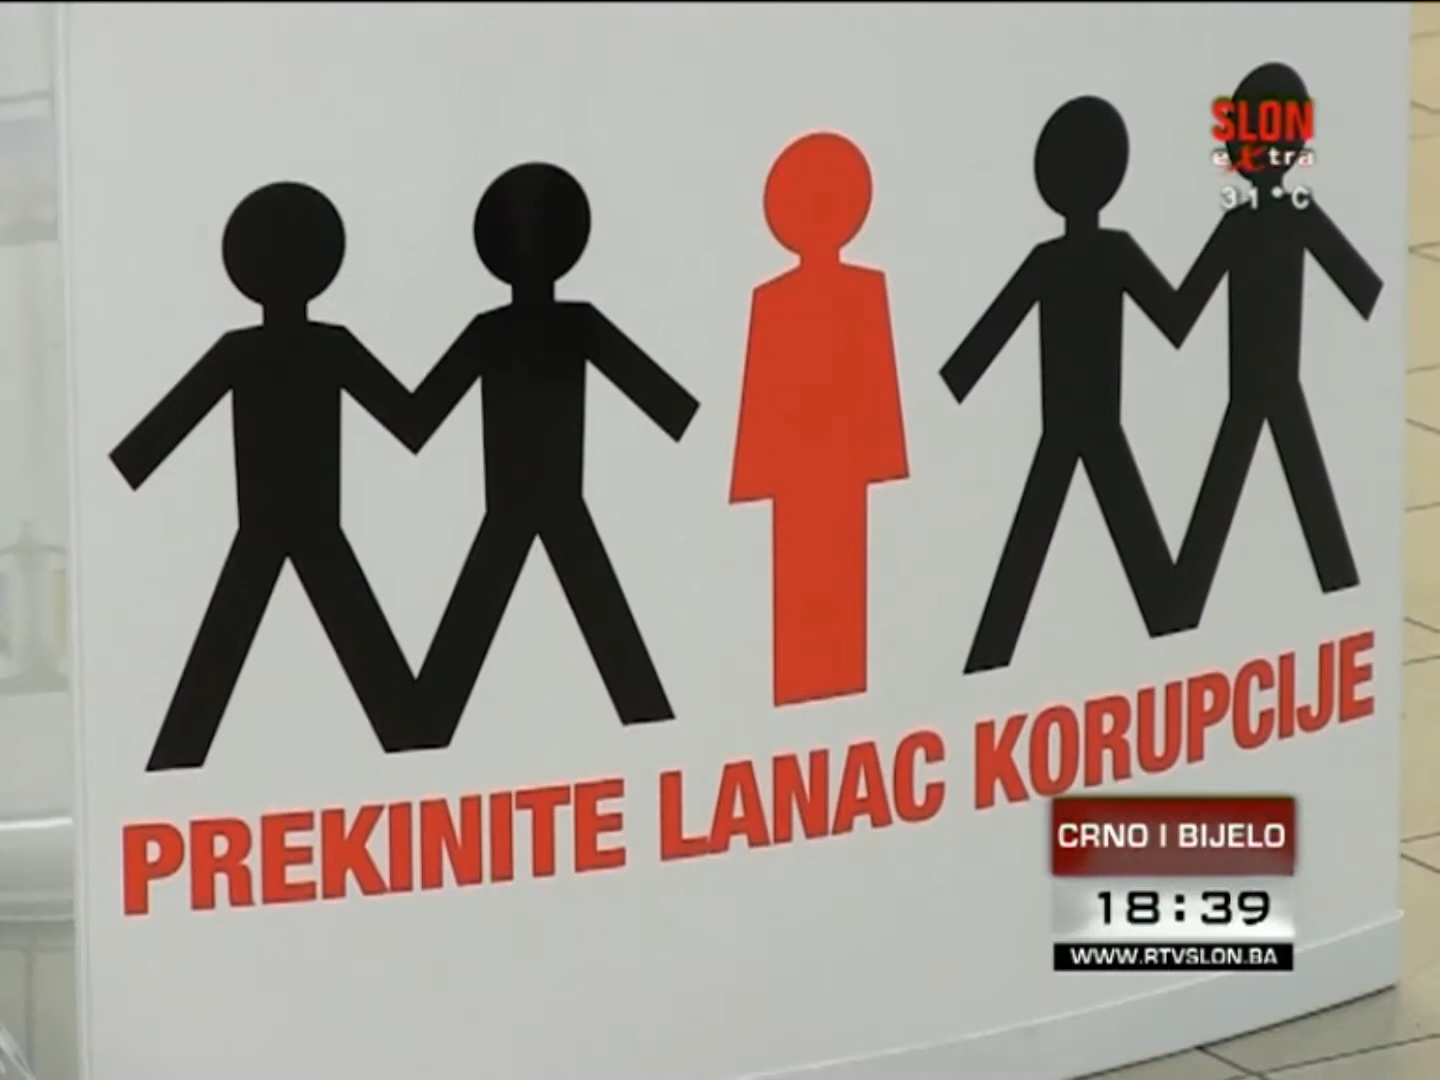 SLON
extra
31°C
PREKINITE LANAC KORUPCIJE
CRNO I BIJELO
18:39
WWW.RTVSLON.BA